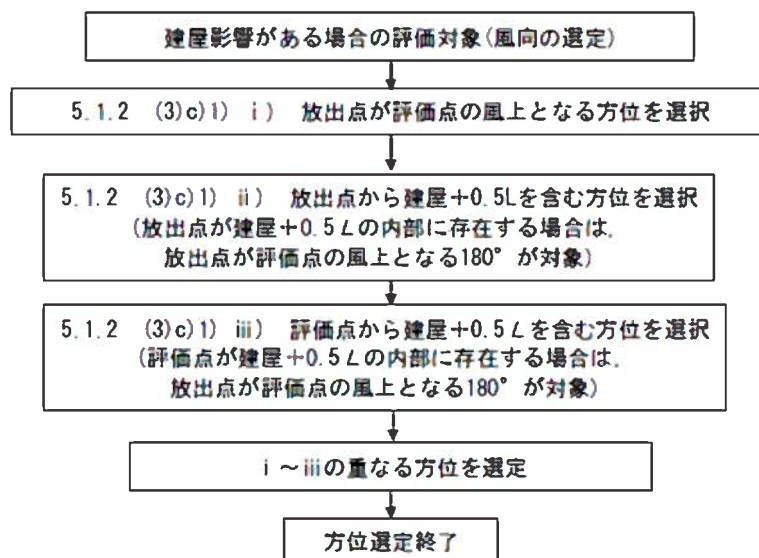 建屋影響がある場合の評価対象(風向の選定)
5.1.2 (3)c)1) ⅰ) 放出点が評価点の風上となる方位を選択
5.1.2 (3)c)1) ⅱ) 放出点から建屋+0.5Lを含む方位を選択
(放出点が建屋+0.5Lの内部に存在する場合は,
放出点が評価点の風上となる180°が対象)
5.1.2 (3)c)1) ⅲ) 評価点から建屋+0.5Lを含む方位を選択
(評価点が建屋+0.5Lの内部に存在する場合は,
放出点が評価点の風上となる180°が対象)
ⅰ~ⅲの重なる方位を選定
方位選定終了